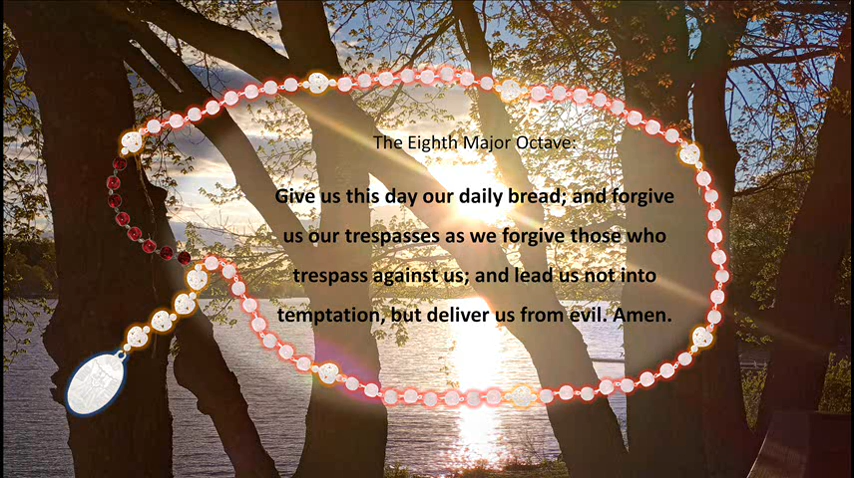 The Eighth Major Octave:
Give us this day our daily bread; and forgive
us our trespasses as we forgive those who
trespass against us; and lead us not into
temptation, but deliver us from evil. Amen.